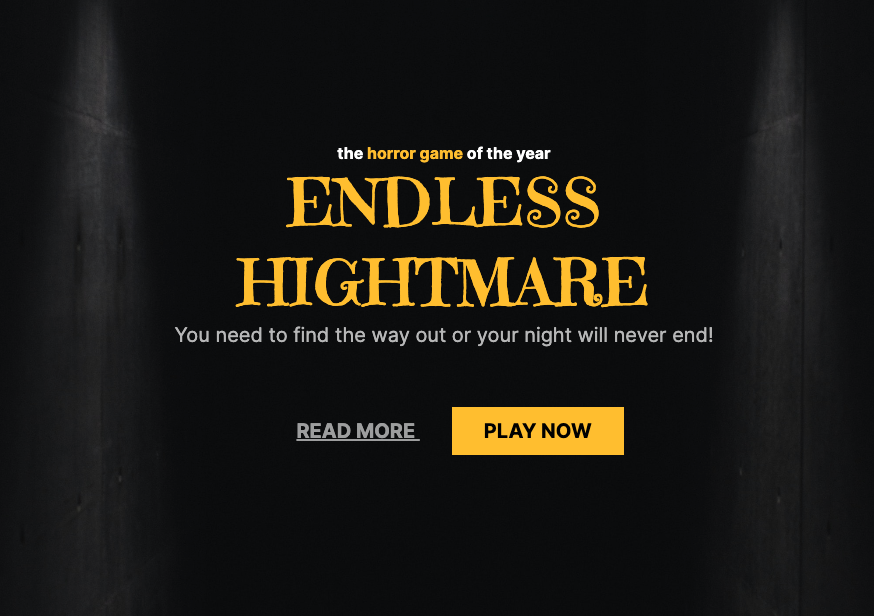 the horror game of the year
ENDLESS
HIGHTMARE
You need to find the way out or your night will never end!
READ MORE
PLAY NOW